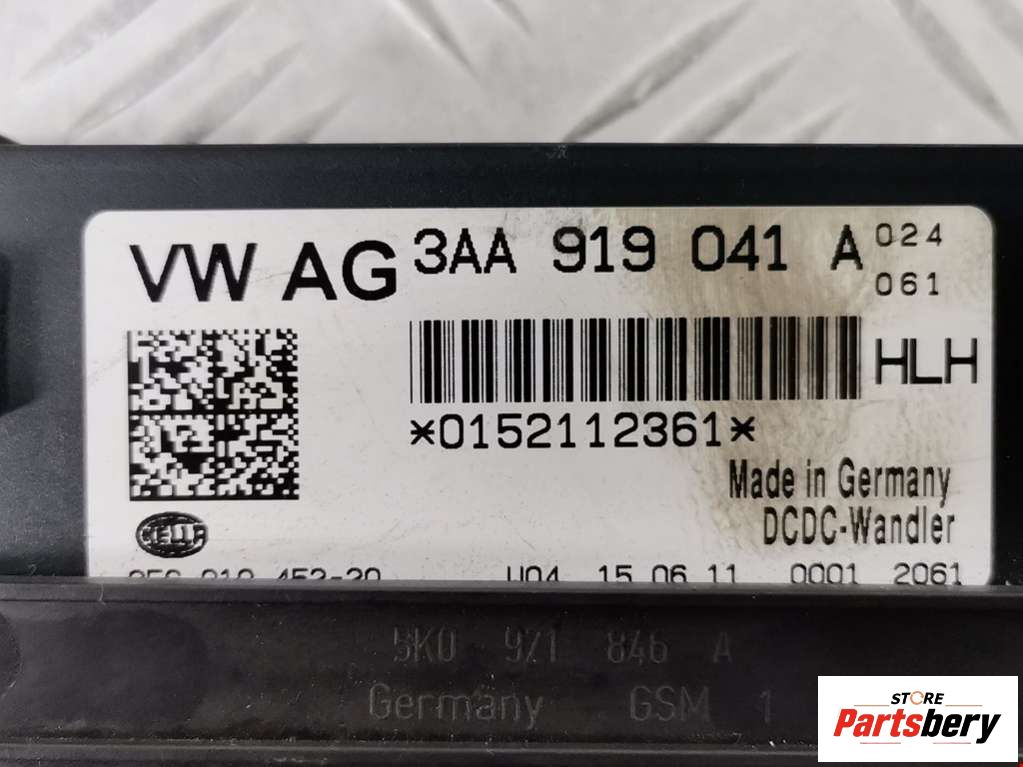 VW AG 3AA 919 041 A 024
061
HLH
*0152112361*
Made in Germany
DCDC-Wandler
HELLA
H04 15.06.11 0001 2061
5K0 971 846 A
Germany GSM 1
STORE
Partsbery